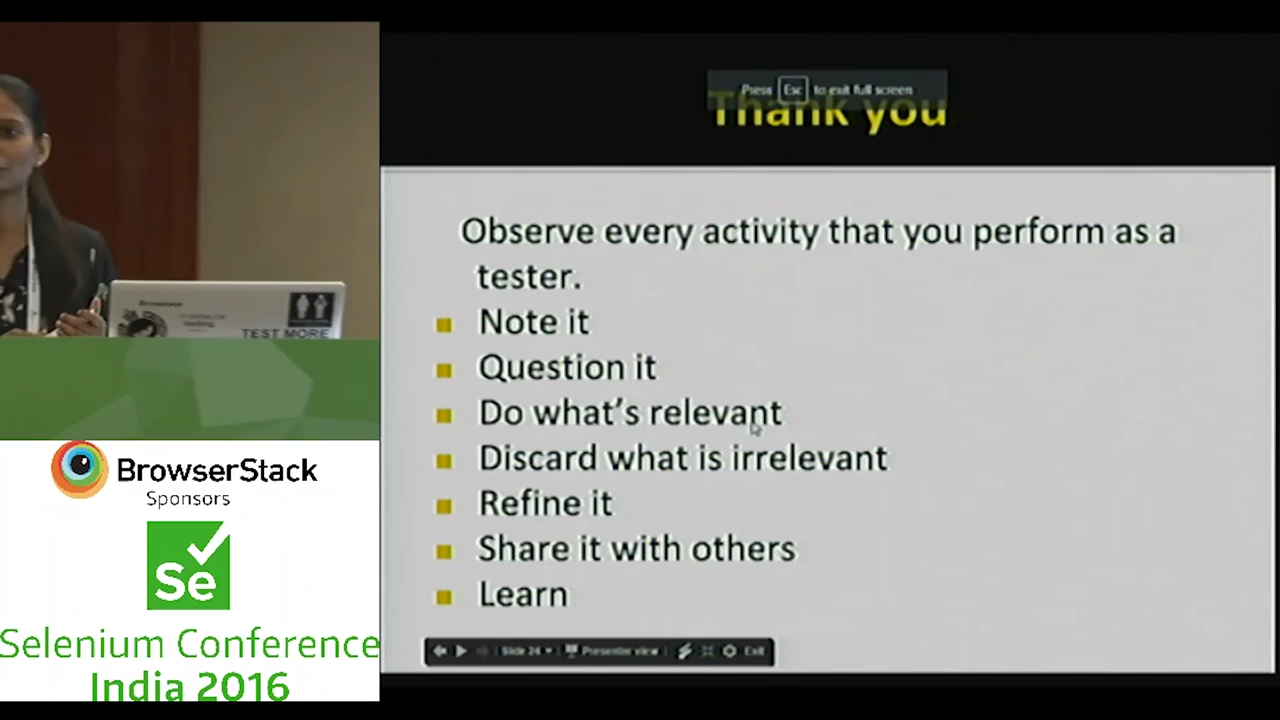 Press Esc to exit full screen
Thank you
Observe every activity that you perform as a
tester.
Note it
Question it
Do what's relevant
Discard what is irrelevant
Refine it
Share it with others
Learn
Slide 24
Presenter view
Exit
TEST MORE
BrowserStack
Sponsors
Se
Selenium Conference
India 2016